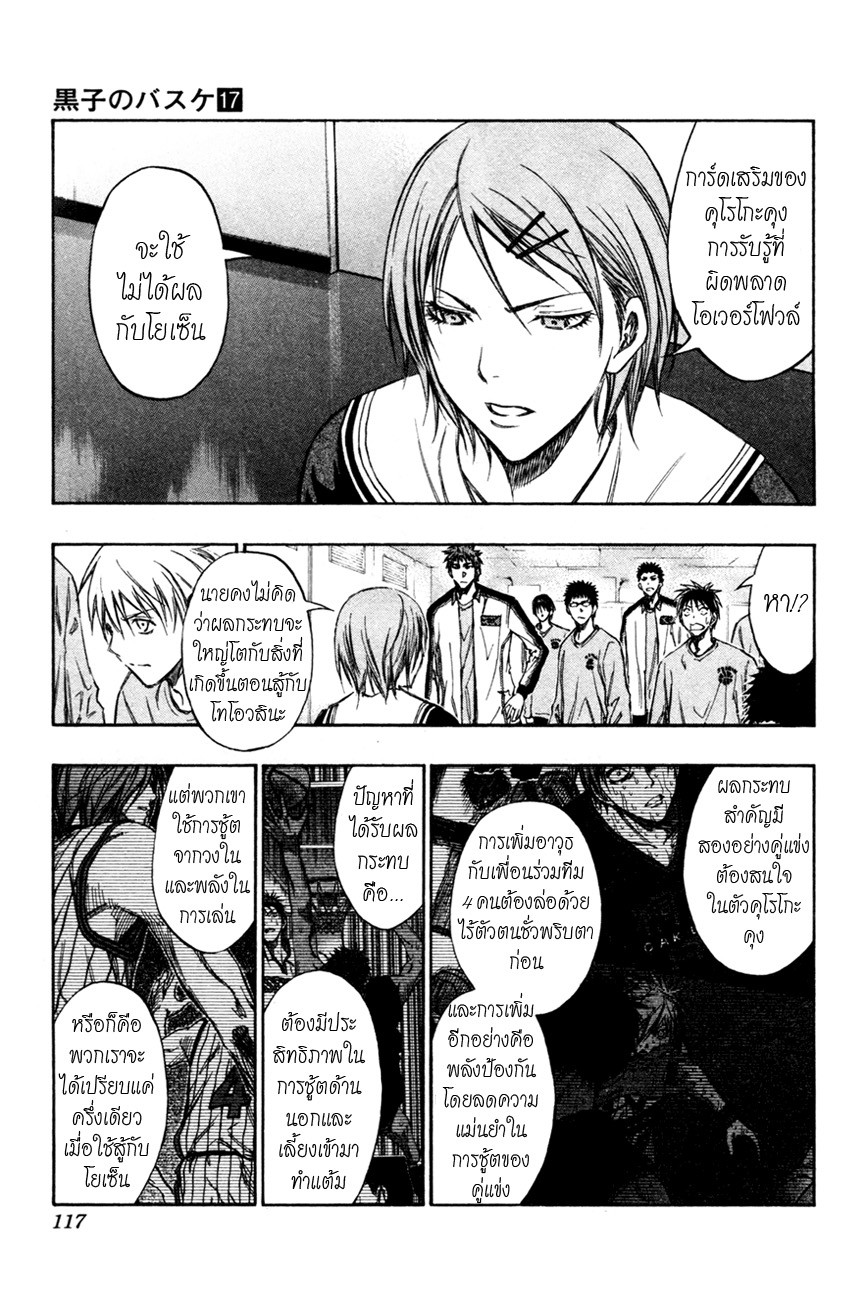 黒子のバスケ17
การ์ดเสริมของ
คุโรโกะคุง
การรับรู้ที่
ผิดพลาด
โอเวอร์โฟวล์
จะใช้
ไม่ได้ผล
กับโยเซ็น
หา!?
นายคงไม่คิด
ว่าผลกระทบจะ
ใหญ่โตกับสิ่งที่
เกิดขึ้นตอนสู้กับ
โทโอวสินะ
ผลกระทบ
สำคัญมี
สองอย่างคู่แข่ง
ต้องสนใจ
ในตัวคุโรโกะ
คุง
การเพิ่มอาวุธ
กับเพื่อนร่วมทีม
4 คนต้องล่อด้วย
ไร้ตัวตนชั่วพริบตา
ก่อน
และการเพิ่ม
อีกอย่างคือ
พลังป้องกัน
โดยลดความ
แม่นยำใน
การชู้ตของ
คู่แข่ง
ปัญหาที่
ได้รับผล
กระทบ
คือ...
ต้องมีประ
สิทธิภาพใน
การชู้ตด้าน
นอกและ
เลี้ยงเข้ามา
ทำแต้ม
แต่พวกเขา
ใช้การชู้ต
จากวงใน
และพลังใน
การเล่น
หรือก็คือ
พวกเราจะ
ได้เปรียบแค่
ครึ่งเดียว
เมื่อใช้สู้กับ
โยเซ็น
4
117